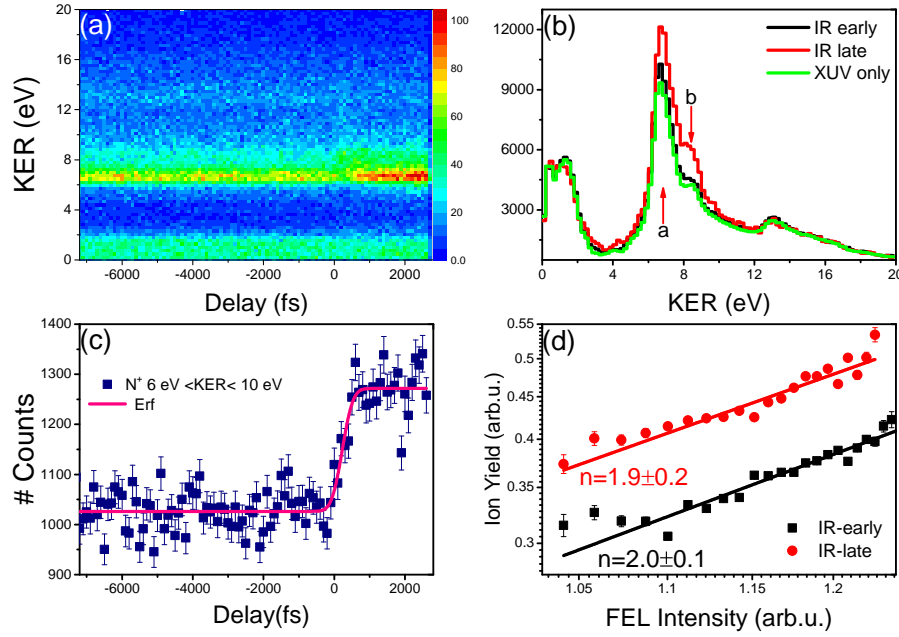 (a)
KER (eV)
20
16
12
8
4
0
-6000 -4000 -2000 0 2000
Delay (fs)
100
80
60
40
20
0.0
(b)
IR early
IR late
XUV only
12000
9000
6000
3000
a
b
0 4 8 12 16 20
KER (eV)
(c)
N+ 6 eV <KER< 10 eV
Erf
# Counts
1400
1300
1200
1100
1000
900
-6000 -4000 -2000 0 2000
Delay(fs)
(d)
Ion Yield (arb.u.)
0.55
0.5
0.45
0.4
0.35
0.3
n=1.9±0.2
n=2.0±0.1
IR-early
IR-late
1.05 1.1 1.15 1.2
FEL Intensity (arb.u.)